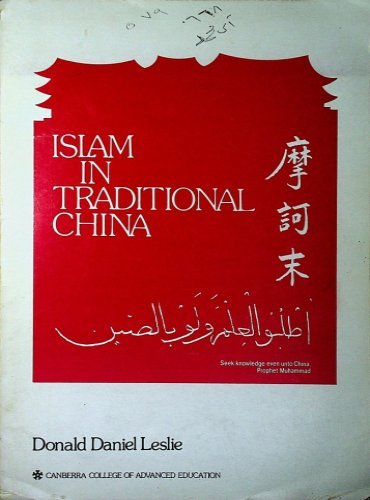 ISLAM
IN
TRADITIONAL
CHINA
摩訶末
اطلبوا العلم ولو بالصين
Seek knowledge even unto China
Prophet Muhammad
Donald Daniel Leslie
CANBERRA COLLEGE OF ADVANCED EDUCATION